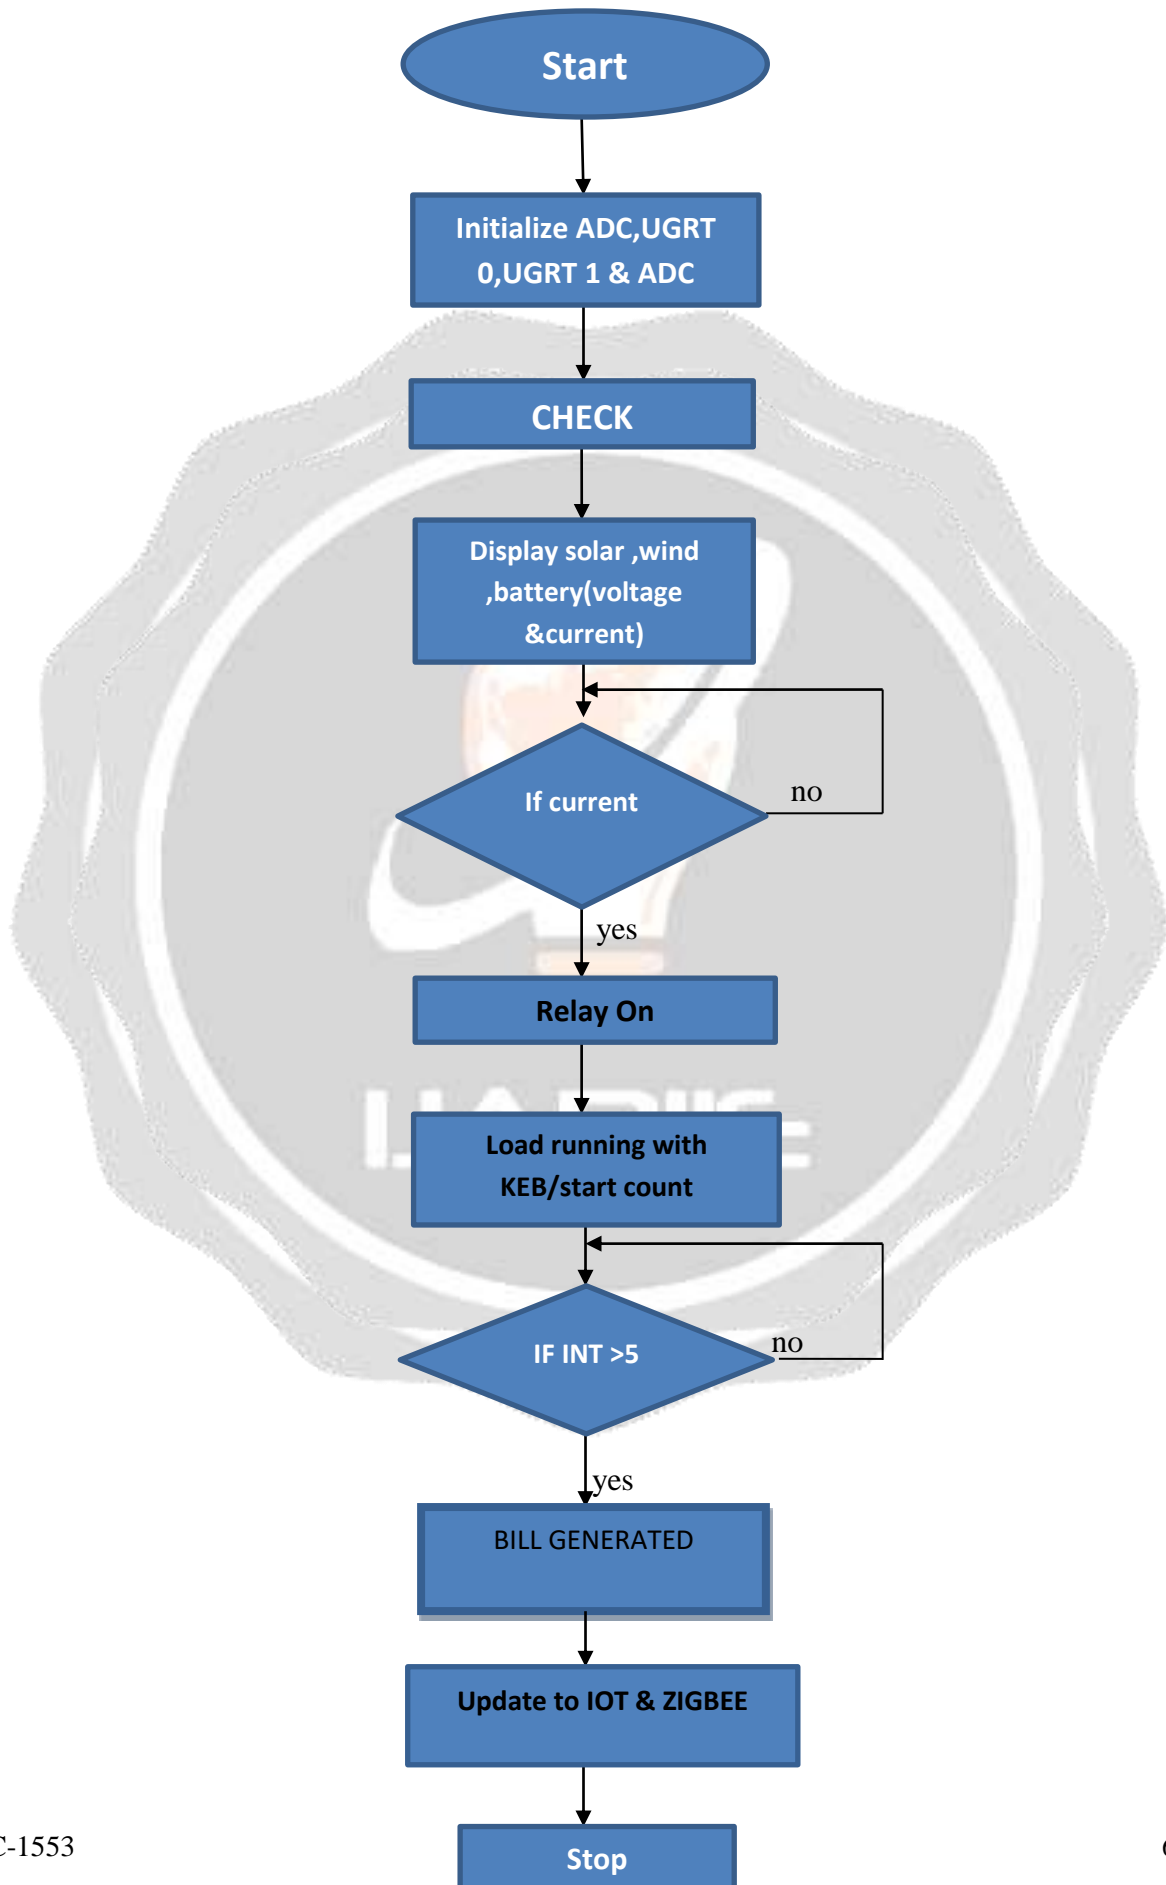 Start
Initialize ADC,UGRT
0,UGRT 1 & ADC
CHECK
Display solar ,wind
,battery(voltage
&current)
If current
no
yes
Relay On
Load running with
KEB/start count
IF INT >5
no
yes
BILL GENERATED
Update to IOT & ZIGBEE
Stop
C-1553